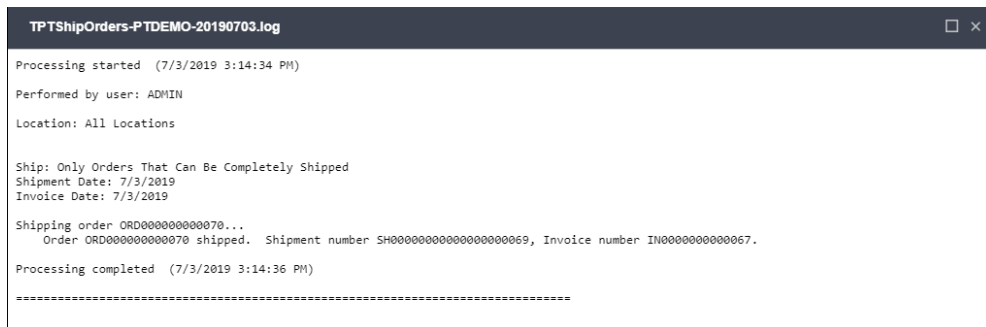 TPTShipOrders-PTDEMO-20190703.log
Processing started  (7/3/2019 3:14:34 PM)
Performed by user: ADMIN
Location: All Locations
Ship: Only Orders That Can Be Completely Shipped
Shipment Date: 7/3/2019
Invoice Date: 7/3/2019
Shipping order ORD000000000070...
Order ORD000000000070 shipped.  Shipment number SH00000000000000000069, Invoice number IN0000000000067.
Processing completed  (7/3/2019 3:14:36 PM)
================================================================================